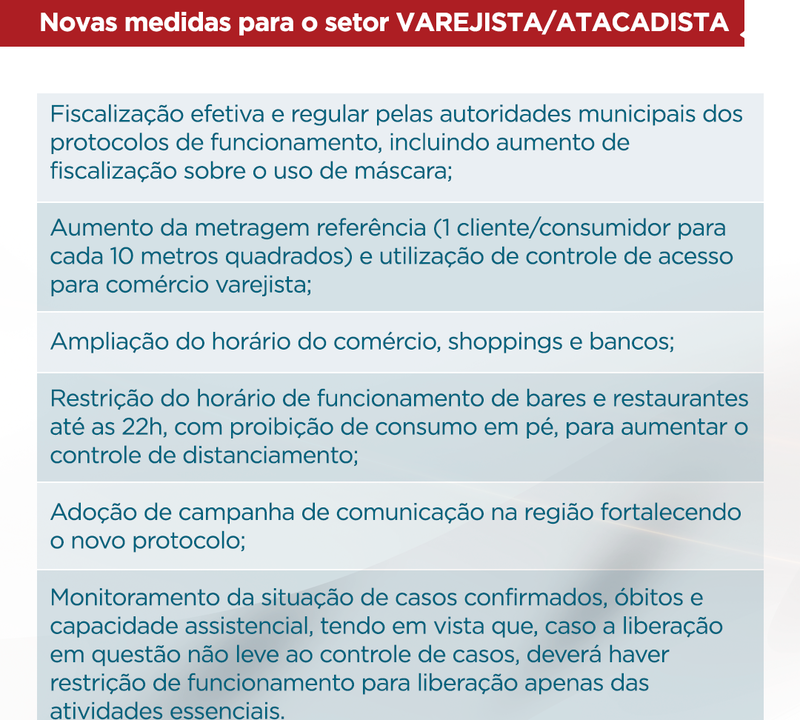 Novas medidas para o setor VAREJISTA/ATACADISTA
Fiscalização efetiva e regular pelas autoridades municipais dos
protocolos de funcionamento, incluindo aumento de
fiscalização sobre o uso de máscara;
Aumento da metragem referência (1 cliente/consumidor para
cada 10 metros quadrados) e utilização de controle de acesso
para comércio varejista;
Ampliação do horário do comércio, shoppings e bancos;
Restrição do horário de funcionamento de bares e restaurantes
até as 22h, com proibição de consumo em pé, para aumentar o
controle de distanciamento;
Adoção de campanha de comunicação na região fortalecendo
o novo protocolo;
Monitoramento da situação de casos confirmados, óbitos e
capacidade assistencial, tendo em vista que, caso a liberação
em questão não leve ao controle de casos, deverá haver
restrição de funcionamento para liberação apenas das
atividades essenciais.